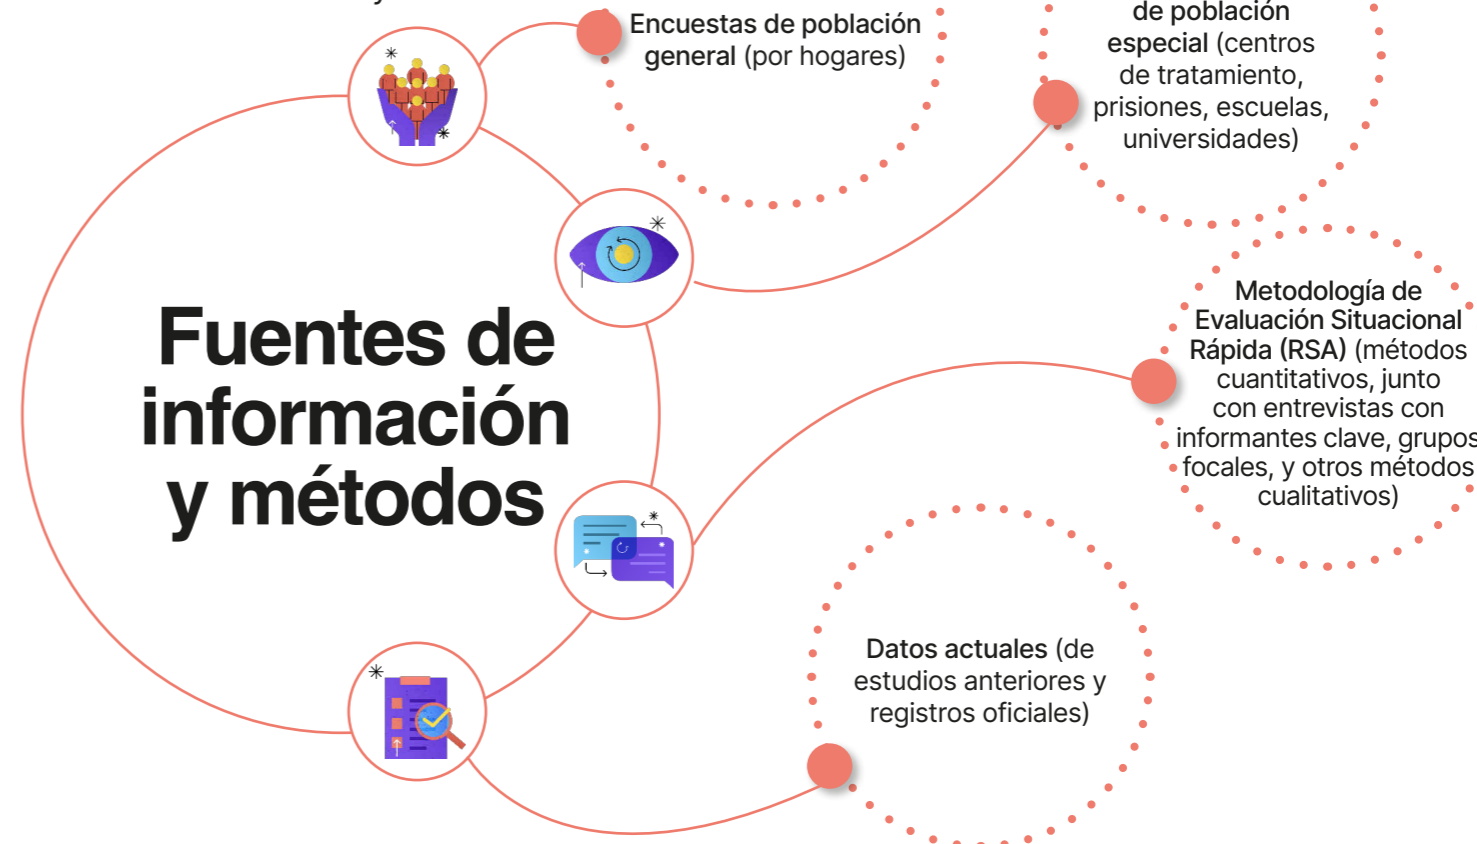 Encuestas de población
general (por hogares)
de población
especial (centros
de tratamiento,
prisiones, escuelas,
universidades)
Fuentes de
información
y métodos
Metodología de
Evaluación Situacional
Rápida (RSA) (métodos
cuantitativos, junto
con entrevistas con
informantes clave, grupos
focales, y otros métodos
cualitativos)
Datos actuales (de
estudios anteriores y
registros oficiales)